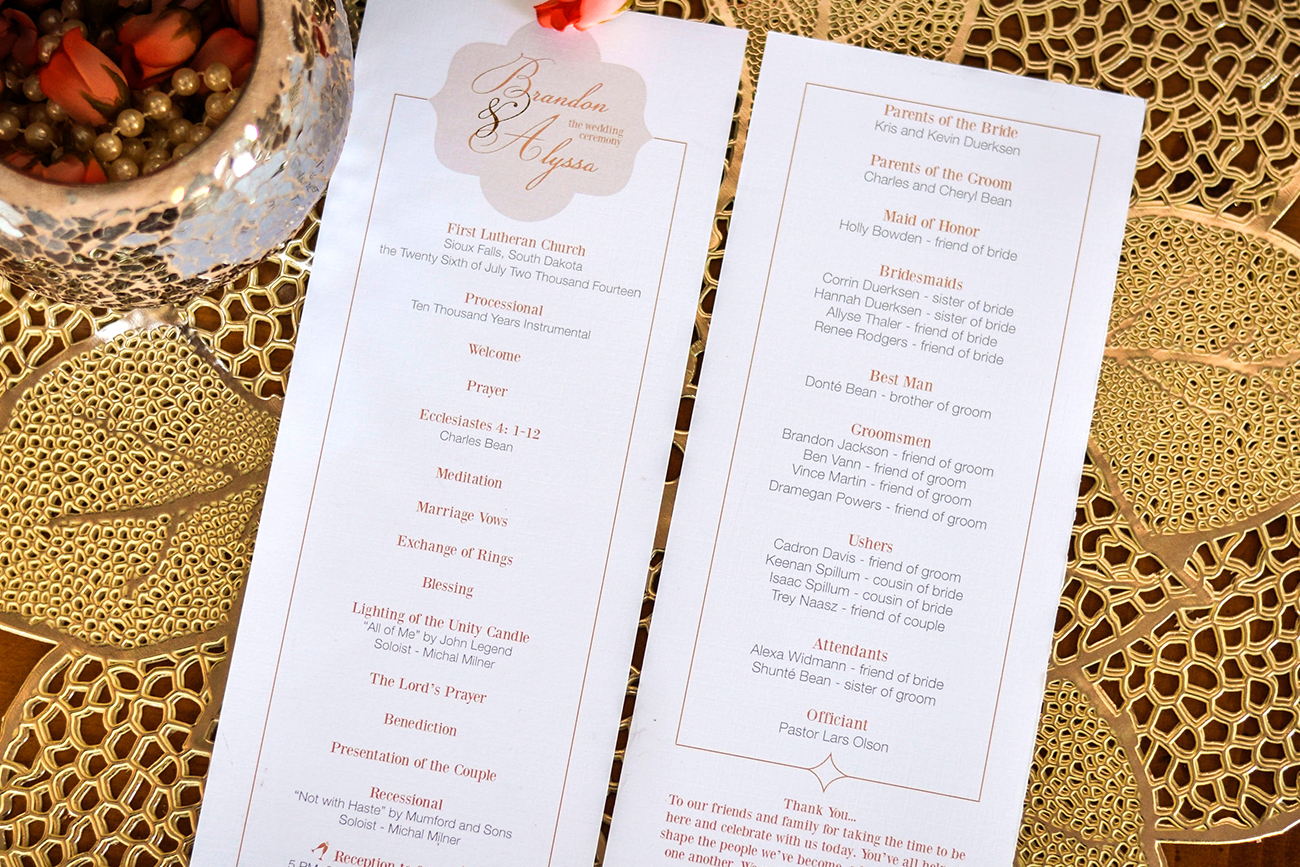 Brandon
& the wedding
ceremony
Alyssa
First Lutheran Church
Sioux Falls, South Dakota
the Twenty Sixth of July Two Thousand Fourteen
Processional
Ten Thousand Years Instrumental
Welcome
Prayer
Ecclesiastes 4: 1-12
Charles Bean
Meditation
Marriage Vows
Exchange of Rings
Blessing
Lighting of the Unity Candle
"All of Me" by John Legend
Soloist - Michal Milner
The Lord's Prayer
Benediction
Presentation of the Couple
Recessional
"Not with Haste" by Mumford and Sons
Soloist - Michal Milner
Reception to
5 PM
Parents of the Bride
Kris and Kevin Duerksen
Parents of the Groom
Charles and Cheryl Bean
Maid of Honor
Holly Bowden - friend of bride
Bridesmaids
Corrin Duerksen - sister of bride
Hannah Duerksen - sister of bride
Allyse Thaler - friend of bride
Renee Rodgers - friend of bride
Best Man
Donté Bean - brother of groom
Groomsmen
Brandon Jackson - friend of groom
Ben Vann - friend of groom
Vince Martin - friend of groom
Dramegan Powers - friend of groom
Ushers
Cadron Davis - friend of groom
Keenan Spillum - cousin of bride
Isaac Spillum - cousin of bride
Trey Naasz - friend of couple
Attendants
Alexa Widmann - friend of bride
Shunté Bean - sister of groom
Officiant
Pastor Lars Olson
Thank You...
To our friends and family for taking the time to be
here and celebrate with us today. You've all
shape the people we've become
one another.